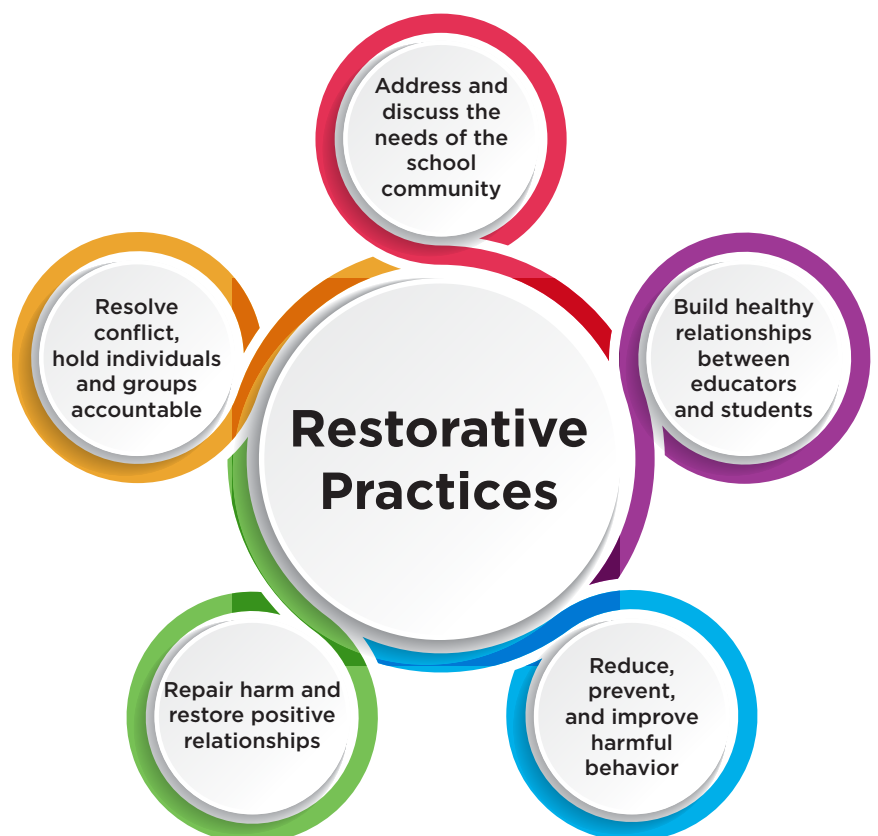 Address and
discuss the
needs of the
school
community
Build healthy
relationships
between
educators
and students
Reduce,
prevent,
and improve
harmful
behavior
Repair harm and
restore positive
relationships
Resolve
conflict,
hold individuals
and groups
accountable
Restorative
Practices